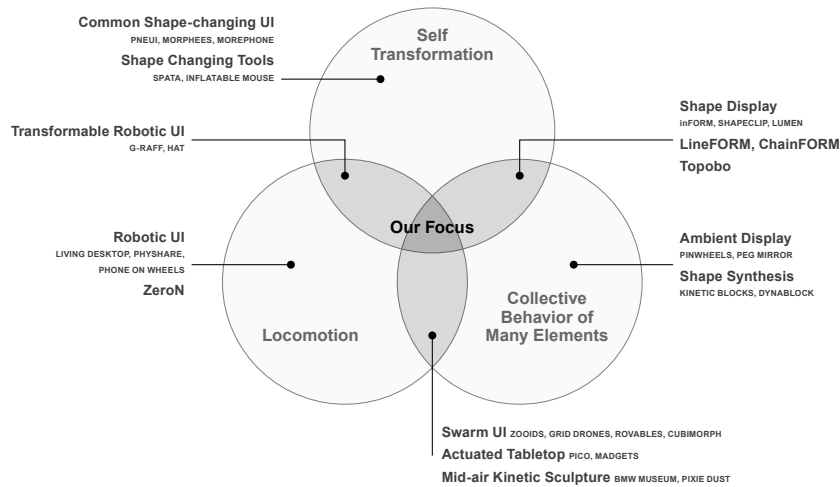 Common Shape-changing UI
PNEUI, MORPHEES, MOREPHONE
Shape Changing Tools
SPATA, INFLATABLE MOUSE
Self
Transformation
Transformable Robotic UI
G-RAFF, HAT
Shape Display
inFORM, SHAPECLIP, LUMEN
LineFORM, ChainFORM
Topobo
Our Focus
Robotic UI
LIVING DESKTOP, PHYSHARE,
PHONE ON WHEELS
ZeroN
Ambient Display
PINWHEELS, PEG MIRROR
Shape Synthesis
KINETIC BLOCKS, DYNABLOCK
Locomotion
Collective
Behavior of
Many Elements
Swarm UI ZOOIDS, GRID DRONES, ROVABLES, CUBIMORPH
Actuated Tabletop PICO, MADGETS
Mid-air Kinetic Sculpture BMW MUSEUM, PIXIE DUST